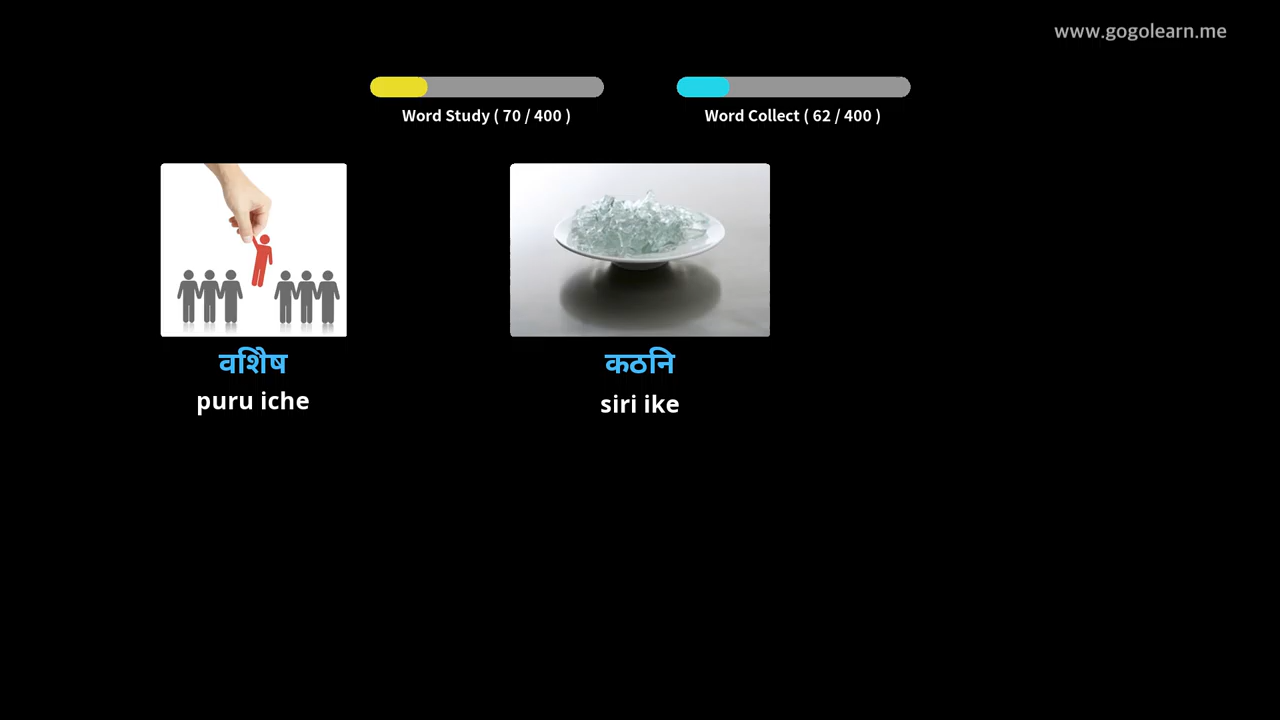 www.gogolearn.me
Word Study ( 70 / 400 )
Word Collect ( 62 / 400 )
वशिेष
कठनि
puru iche
siri ike